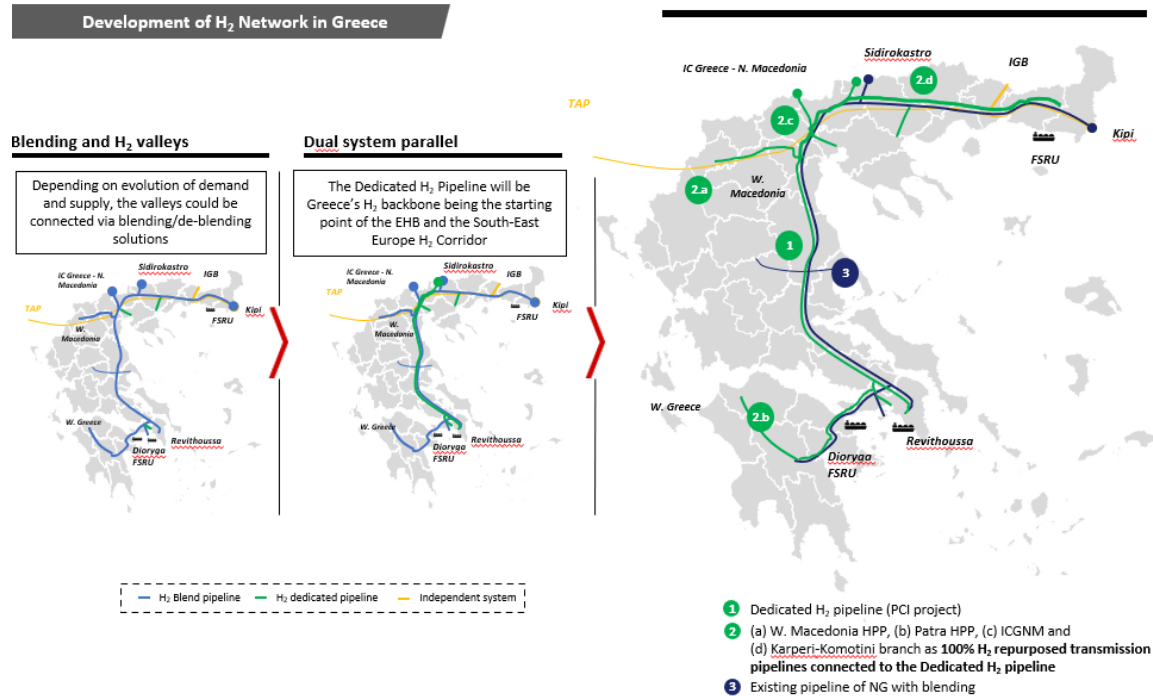 Development of H₂ Network in Greece
Blending and H₂ valleys
Depending on evolution of demand
and supply, the valleys could be
connected via blending/de-blending
solutions
IC Greece - N.
Macedonia
Sidirokastro
IGB
TAP
Kipi
FSRU
W.
Macedonia
W. Greece
Revithoussa
Dioryga
FSRU
Dual system parallel
The Dedicated H₂ Pipeline will be
Greece's H₂ backbone being the starting
point of the EHB and the South-East
Europe H₂ Corridor
IC Greece - N.
Macedonia
Sidirokastro
IGB
TAP
Kipi
FSRU
W.
Macedonia
W. Greece
Revithoussa
Dioryga
FSRU
Sidirokastro
IC Greece - N. Macedonia
IGB
2.d
TAP
2.c
Kipi
FSRU
2.a
W.
Macedonia
1
3
W. Greece
2.b
Revithoussa
Dioryga
FSRU
H₂ Blend pipeline
H₂ dedicated pipeline
Independent system
1 Dedicated H₂ pipeline (PCI project)
2 (a) W. Macedonia HPP, (b) Patra HPP, (c) ICGNM and
(d) Karperi-Komotini branch as 100% H₂ repurposed transmission
pipelines connected to the Dedicated H₂ pipeline
3 Existing pipeline of NG with blending